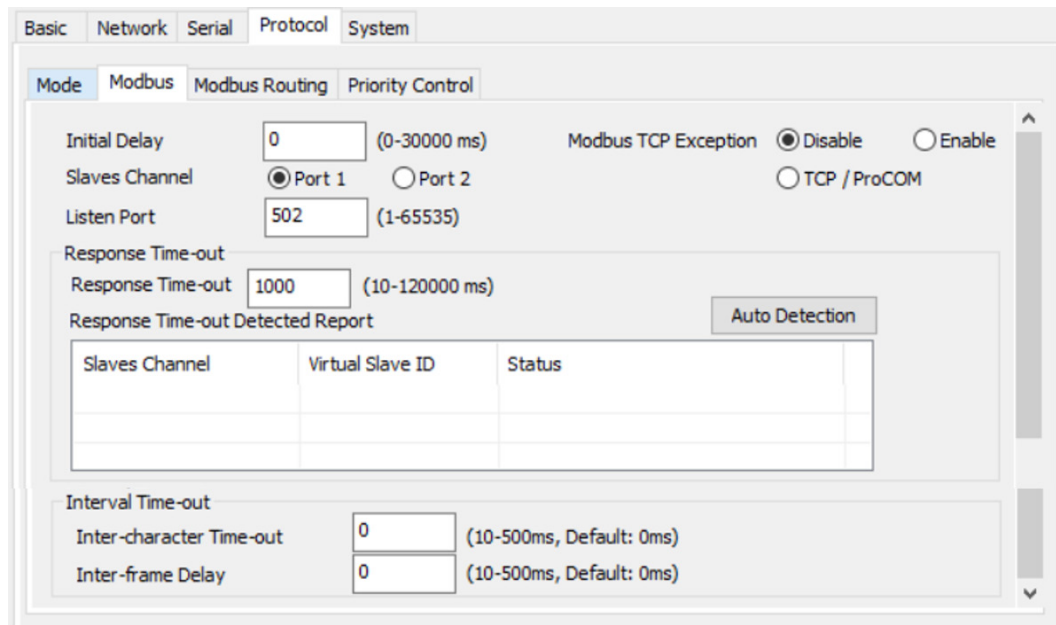 Basic Network Serial Protocol System
Mode Modbus Modbus Routing Priority Control
Initial Delay 0 (0-30000 ms) Modbus TCP Exception Disable Enable
Slaves Channel Port 1 Port 2 TCP / ProCOM
Listen Port 502 (1-65535)
Response Time-out
Response Time-out 1000 (10-120000 ms)
Auto Detection
Response Time-out Detected Report
Slaves Channel Virtual Slave ID Status
Interval Time-out
Inter-character Time-out 0 (10-500ms, Default: 0ms)
Inter-frame Delay 0 (10-500ms, Default: 0ms)